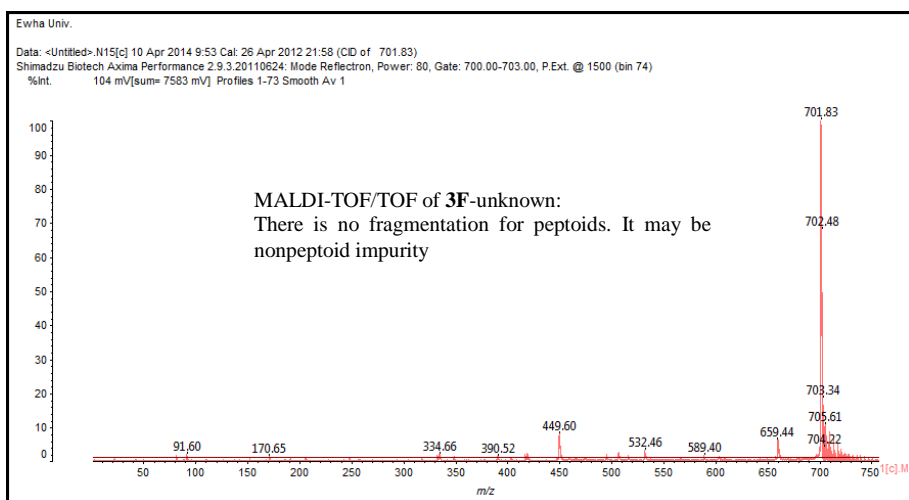 Ewha Univ.
Data: <Untitled>.N15[c] 10 Apr 2014 9:53 Cal: 26 Apr 2012 21:58 (CID of 701.83)
Shimadzu Biotech Axima Performance 2.9.3.20110624: Mode Reflectron, Power: 80, Gate: 700.00-703.00, P.Ext. @ 1500 (bin 74)
%Int. 104 mV[sum= 7583 mV] Profiles 1-73 Smooth Av 1
701.83
100
90
80
MALDI-TOF/TOF of 3F-unknown:
There is no fragmentation for peptoids. It may be
nonpeptoid impurity
70
702.48
60
50
40
30
20
703.34
10
705.61
449.60
659.44
704.22
91.60
170.65
334.66
390.52
532.46
589.40
0
50 100 150 200 250 300 350 400 450 500 550 600 650 700 750
1[c].M
m/z